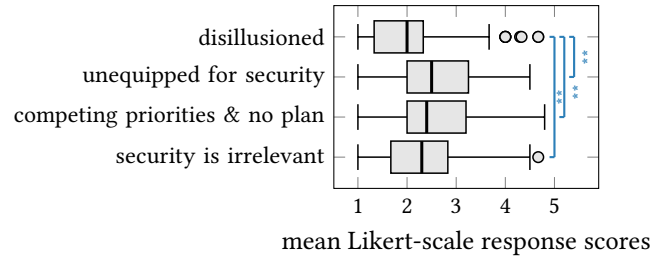 disillusioned
**
unequipped for security
**
**
competing priorities & no plan
security is irrelevant
1 2 3 4 5
mean Likert-scale response scores